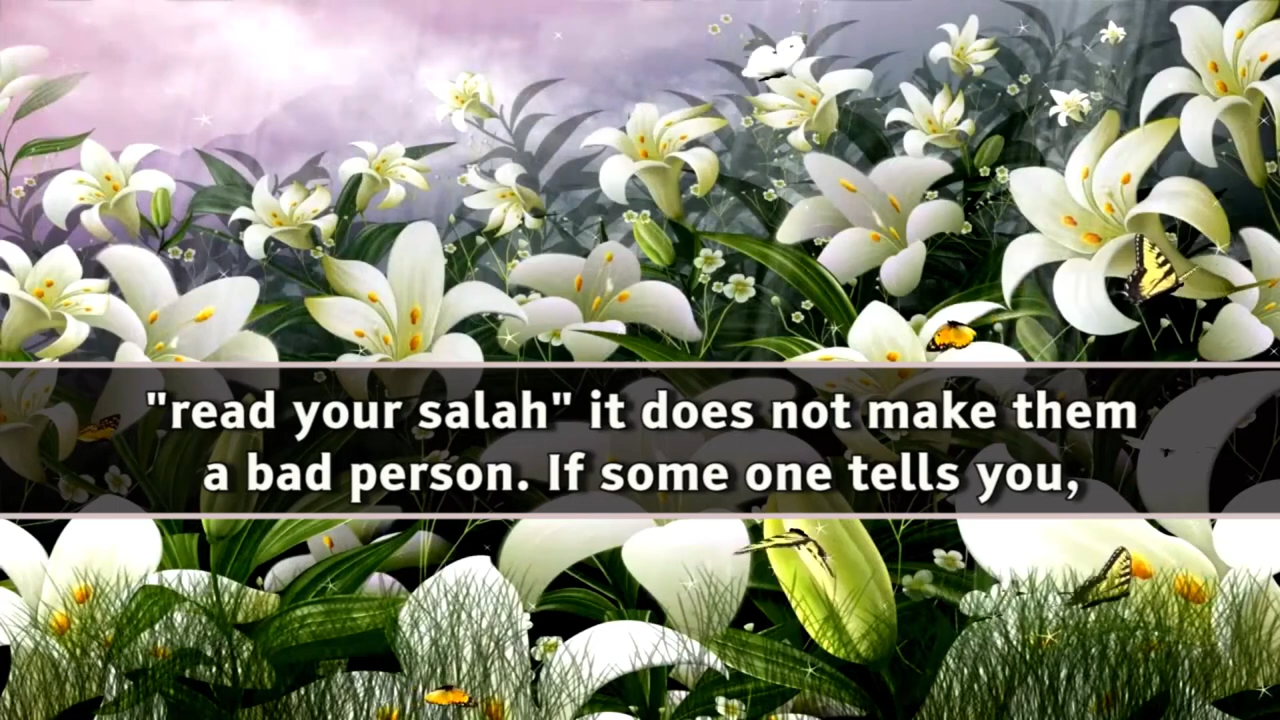 "read your salah" it does not make them
a bad person. If some one tells you,